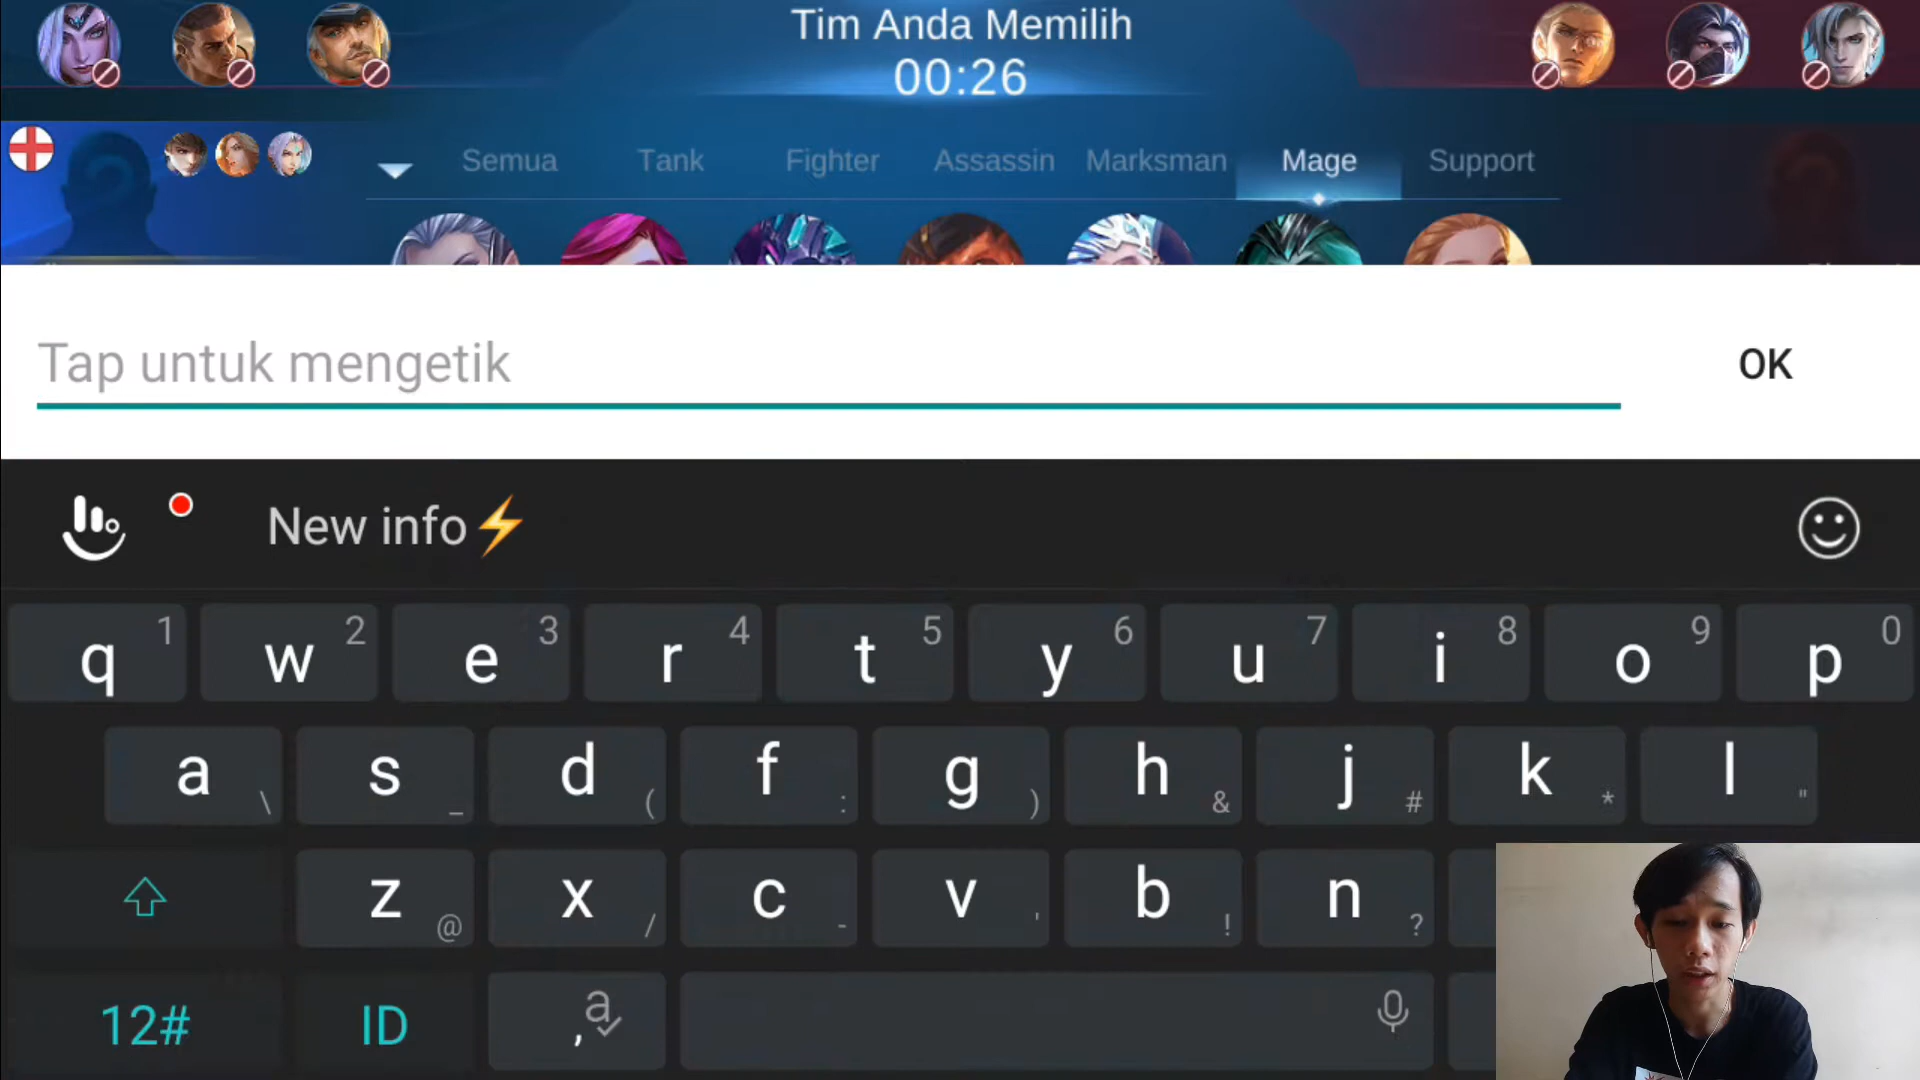 Tim Anda Memilih
00:26
Semua Tank Fighter Assassin Marksman Mage Support
Tap untuk mengetik
OK
New info⚡
q 1 w 2 e 3 r 4 t 5 y 6 u 7 i 8 o 9 p 0
a \ s _ d ( f : g ) h & j # k * l "
z @ x / c - v ' b ! n ?
12# ID , a